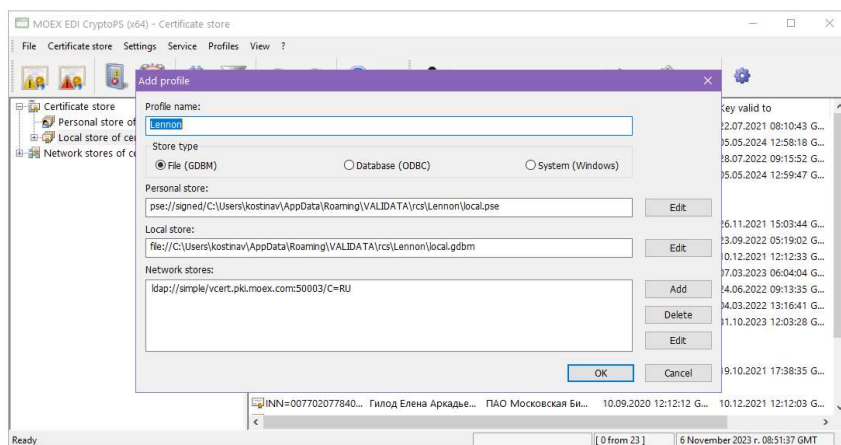 MOEX EDI CryptoPS (x64) - Certificate store
File Certificate store Settings Service Profiles View ?
Add profile
Certificate store
Personal store of
Local store of cer
Network stores of ce
Profile name:
Lennon
Store type
File (GDBM) Database (ODBC) System (Windows)
Personal store:
pse://signed/C:\Users\kostinav\AppData\Roaming\VALIDATA\rcs\Lennon\local.pse Edit
Local store:
file://C:\Users\kostinav\AppData\Roaming\VALIDATA\rcs\Lennon\local.gdbm Edit
Network stores:
ldap://simple/vcert.pki.moex.com:50003/C=RU
Add
Delete
Edit
OK Cancel
Key valid to
22.07.2021 08:10:43 G...
05.05.2024 12:58:18 G...
28.07.2022 09:15:52 G...
05.05.2024 12:59:47 G...
26.11.2021 15:03:44 G...
23.09.2022 05:19:02 G...
10.12.2021 12:12:33 G...
07.03.2023 06:04:04 G...
24.06.2022 09:13:35 G...
04.03.2022 13:16:41 G...
31.10.2023 12:03:28 G...
19.10.2021 17:38:35 G...
INN=007702077840... Гилод Елена Аркадье... ПАО Московская Би... 10.09.2020 12:12:12 G... 10.12.2021 12:12:03 G...
Ready [ 0 from 23 ] 6 November 2023 г. 08:51:37 GMT